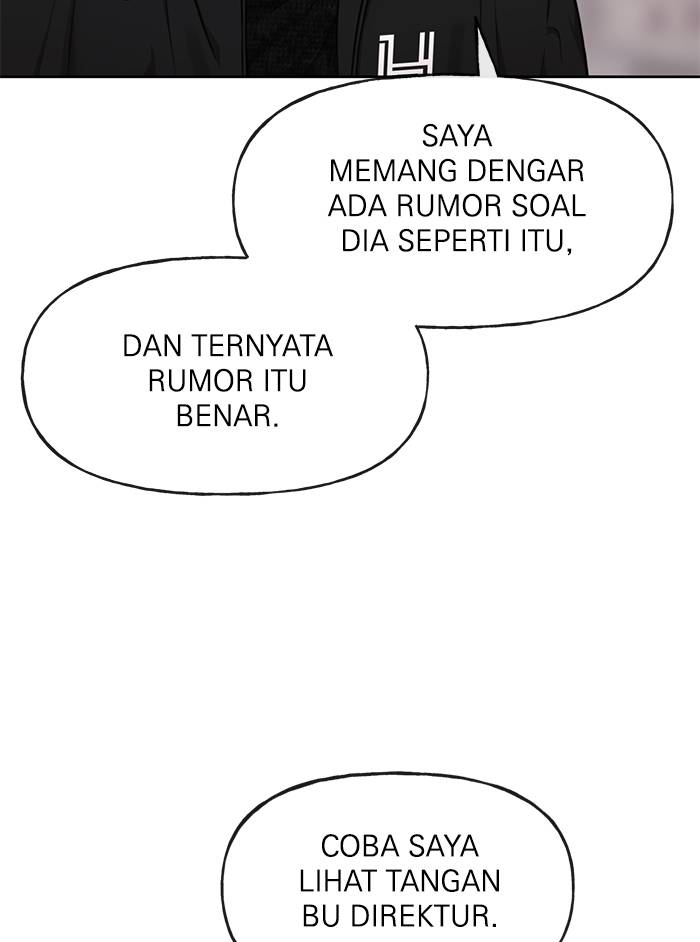 SAYA
MEMANG DENGAR
ADA RUMOR SOAL
DIA SEPERTI ITU,
DAN TERNYATA
RUMOR ITU
BENAR.
COBA SAYA
LIHAT TANGAN
BU DIREKTUR.